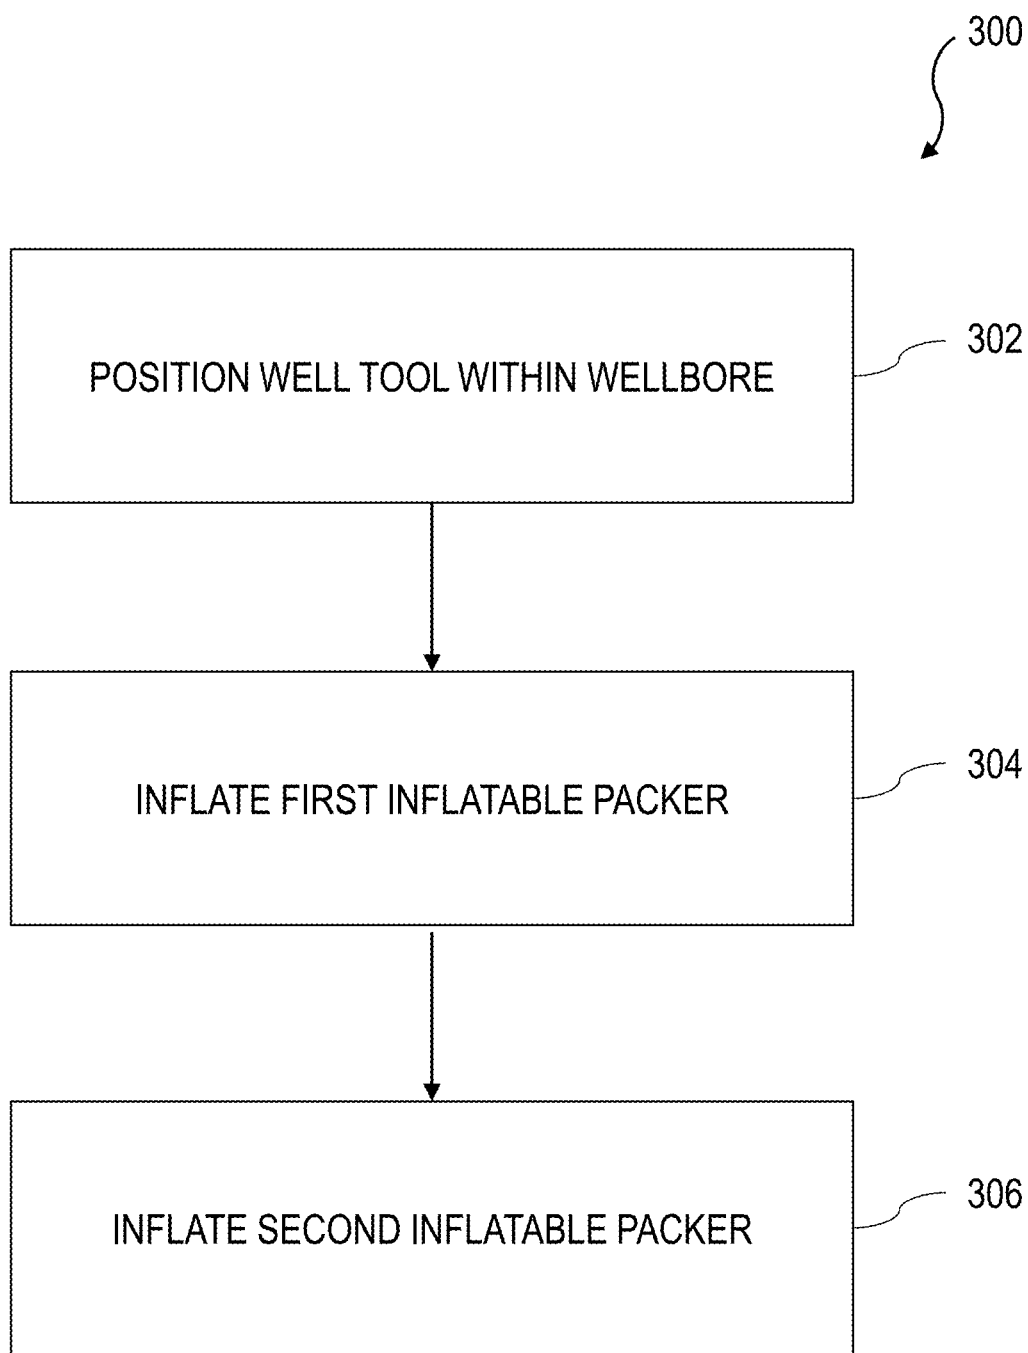 300
POSITION WELL TOOL WITHIN WELLBORE
302
INFLATE FIRST INFLATABLE PACKER
304
INFLATE SECOND INFLATABLE PACKER
306